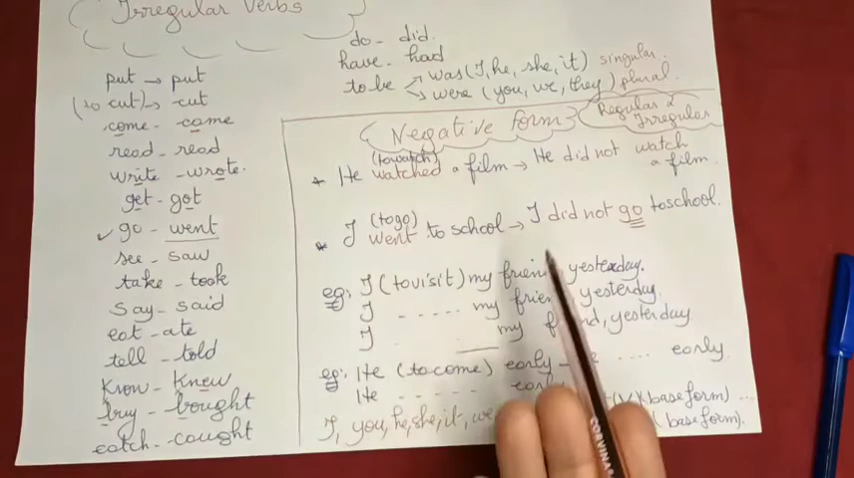 Irregular Verbs
put → put
(to cut) → cut
come - came
read - read
write - wrote.
get - got
go - went
see - saw
take - took
say - said
eat - ate
tell - told
know - knew
buy - bought
catch - caught
do - did.
have - had
to be → was (I, he, she, it) singular.
→ were (you, we, they) plural.
Negative form
Regular &
Irregular
(to watch)
* He watched a film → He did not watch
a film.
(to go)
* I went to school → I did not go to school.
eg: I (to visit) my friend yesterday.
I ..... my friend yesterday.
I my friend, yesterday
eg: He (to come) early - .... early
He ..... early
(V) (base form) ...
I, you, he, she, it, we (base form).
CORVINA